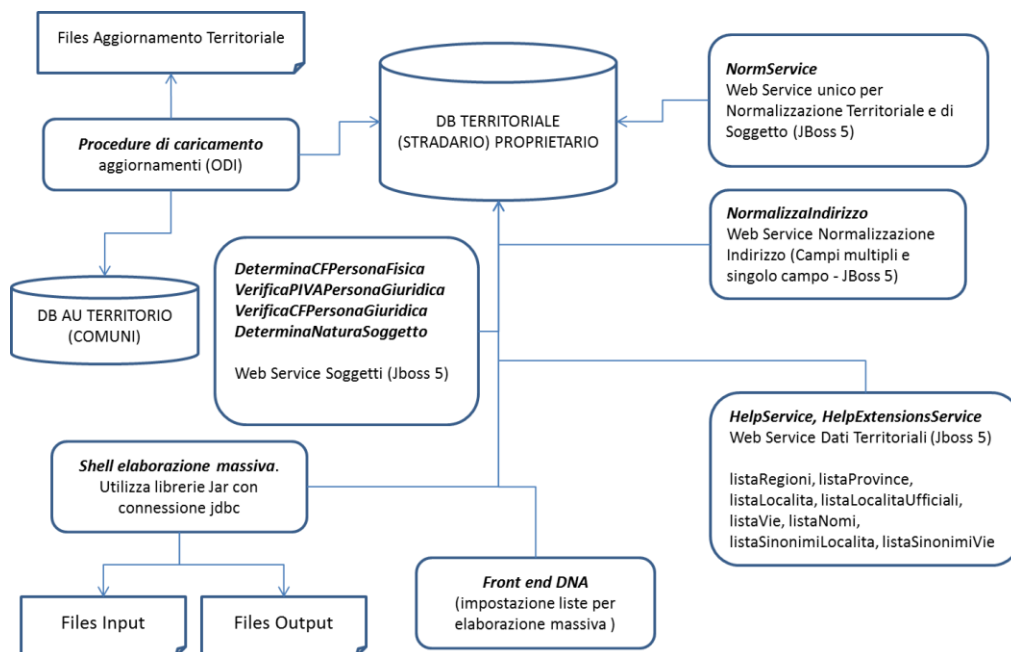 Files Aggiornamento Territoriale
Procedure di caricamento
aggiornamenti (ODI)
DB AU TERRITORIO
(COMUNI)
DB TERRITORIALE
(STRADARIO) PROPRIETARIO
NormService
Web Service unico per
Normalizzazione Territoriale e di
Soggetto (JBoss 5)
NormalizzaIndirizzo
Web Service Normalizzazione
Indirizzo (Campi multipli e
singolo campo - JBoss 5)
DeterminaCFPersonaFisica
VerificaPIVAPersonaGiuridica
VerificaCFPersonaGiuridica
DeterminaNaturaSoggetto
Web Service Soggetti (Jboss 5)
HelpService, HelpExtensionsService
Web Service Dati Territoriali (Jboss 5)
listaRegioni, listaProvince,
listaLocalita, listaLocalitaUfficiali,
listaVie, listaNomi,
listaSinonimiLocalita, listaSinonimiVie
Shell elaborazione massiva.
Utilizza librerie Jar con
connessione jdbc
Files Input
Files Output
Front end DNA
(impostazione liste per
elaborazione massiva )